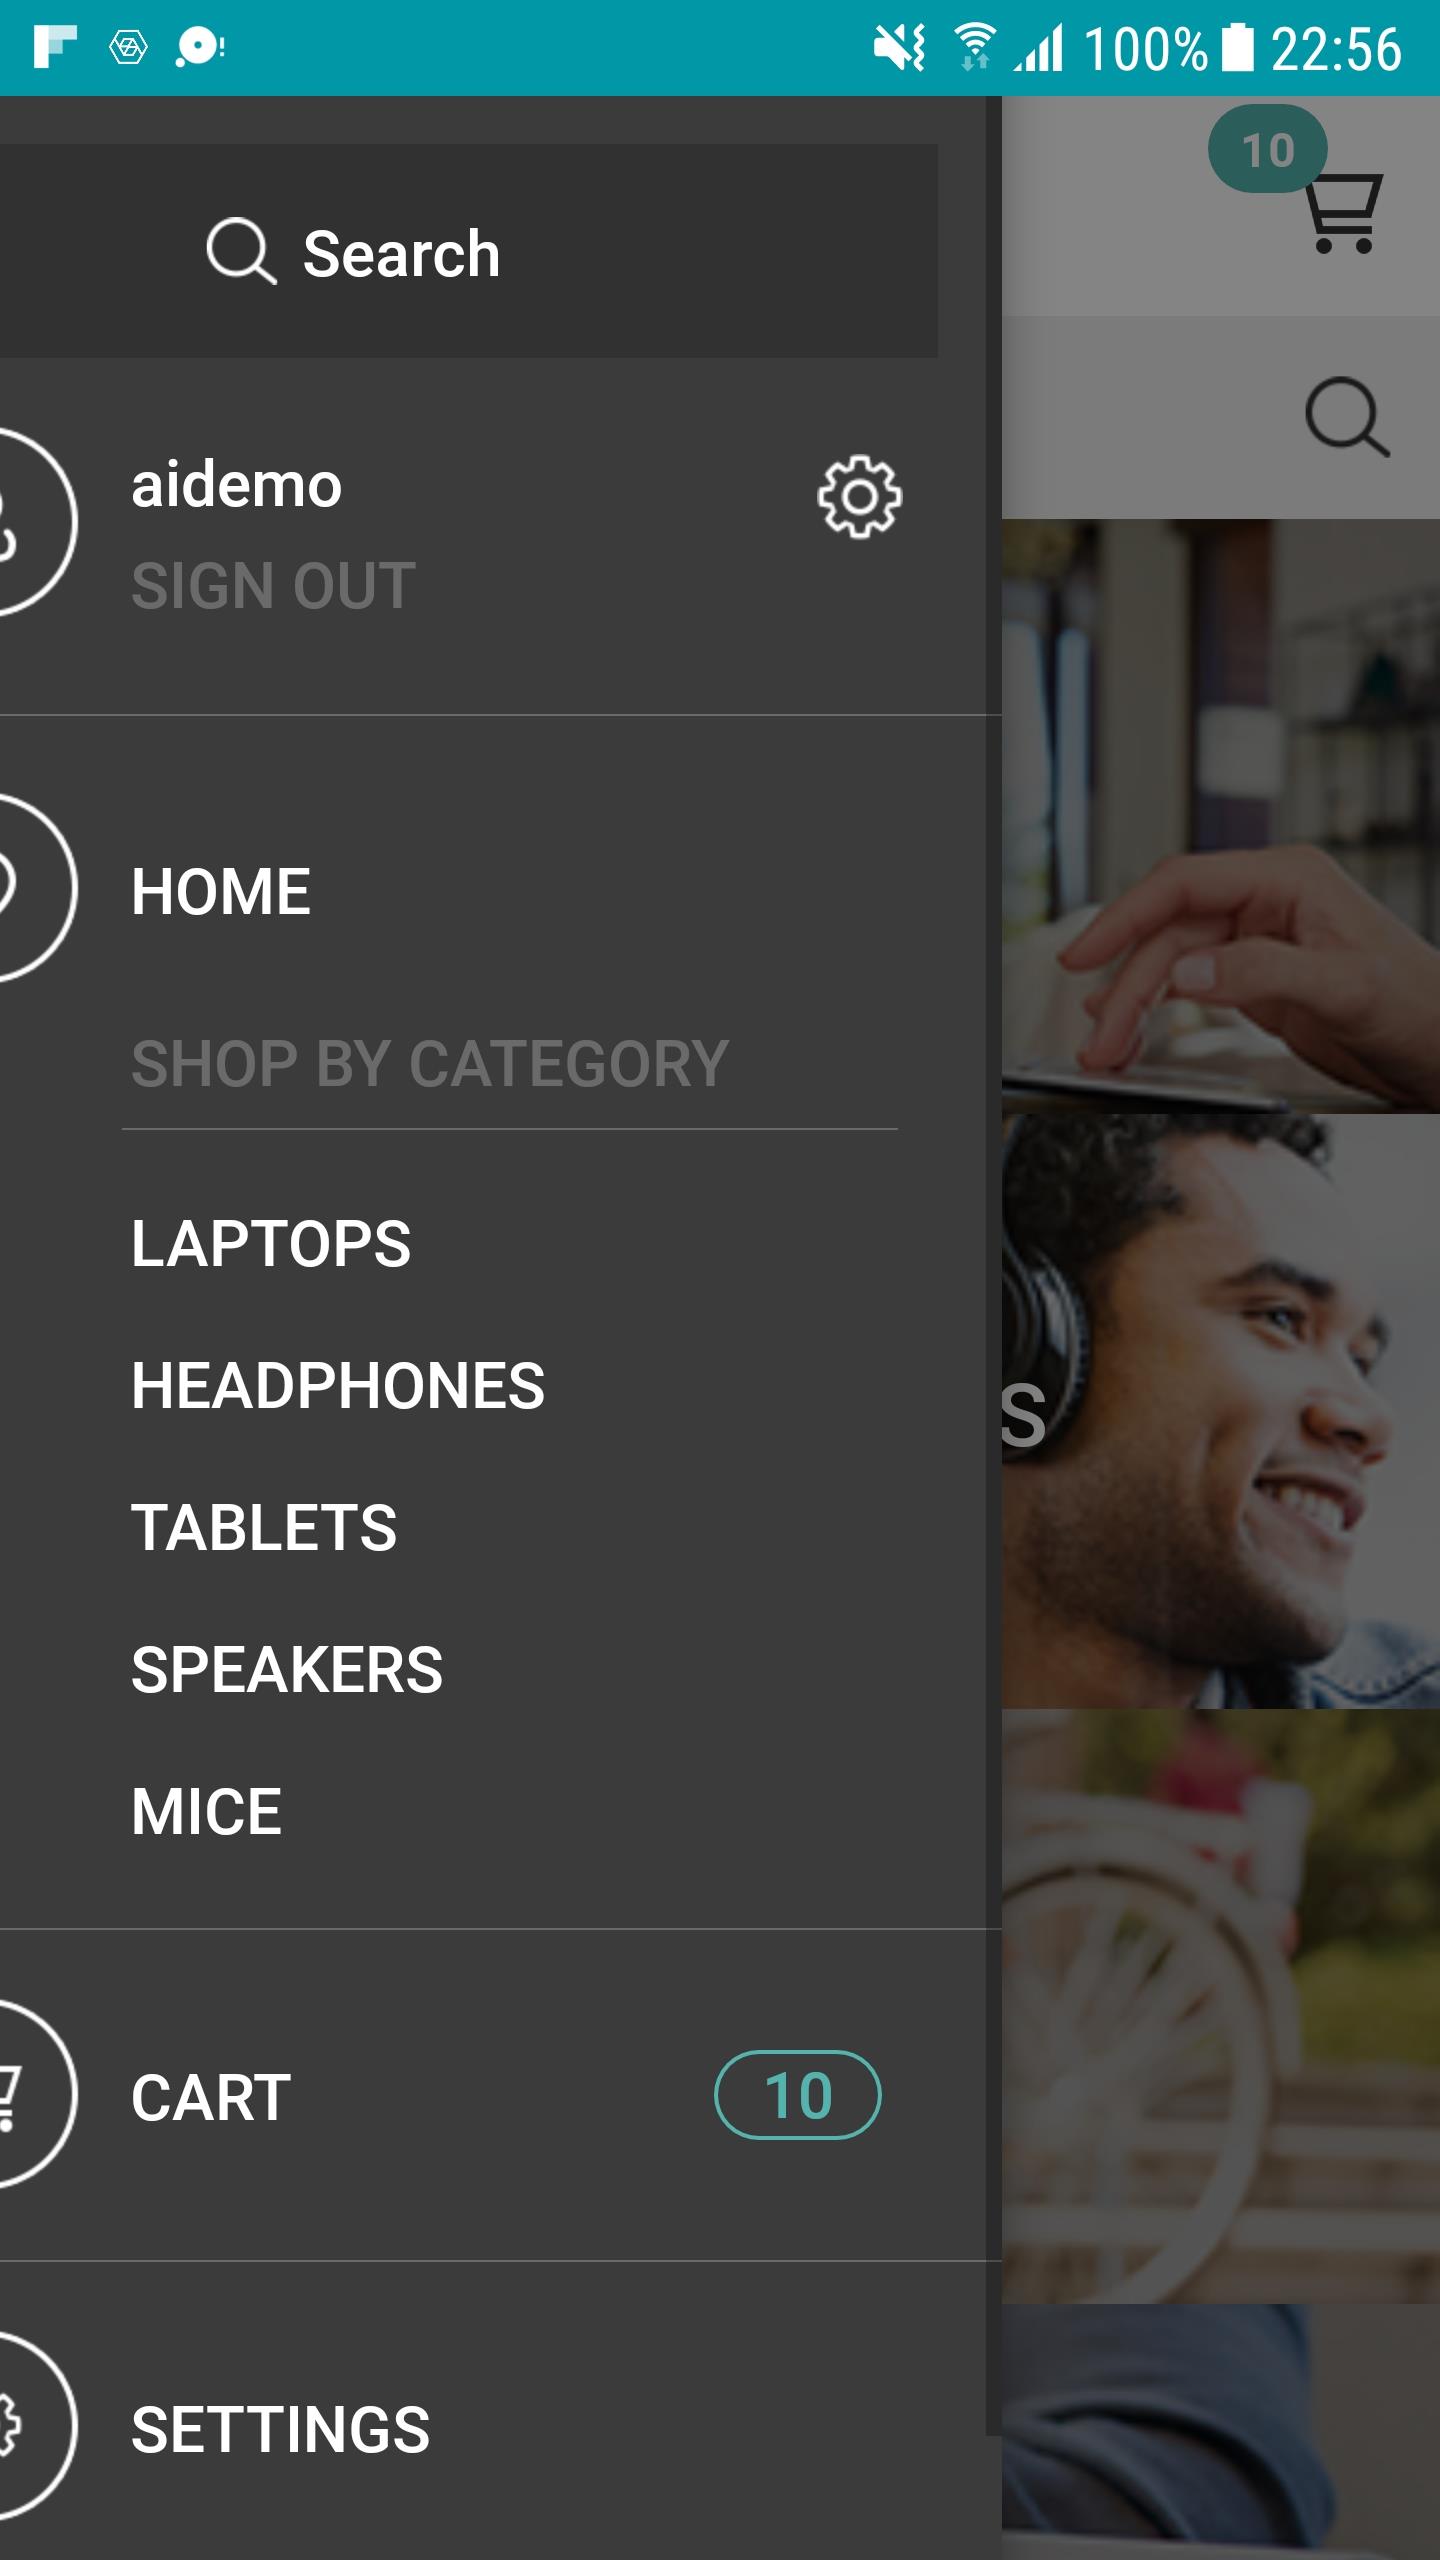 100% 22:56
10
Search
aidemo
SIGN OUT
HOME
SHOP BY CATEGORY
LAPTOPS
HEADPHONES
S
TABLETS
SPEAKERS
MICE
CART 10
SETTINGS